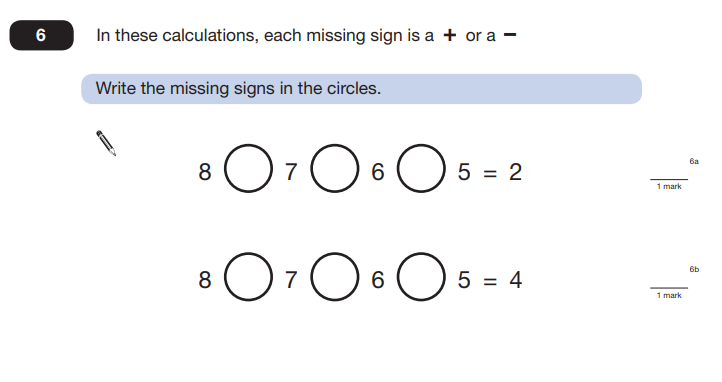 6 In these calculations, each missing sign is a + or a −
Write the missing signs in the circles.
6a
8 7 6 5 = 2
1 mark
6b
8 7 6 5 = 4
1 mark